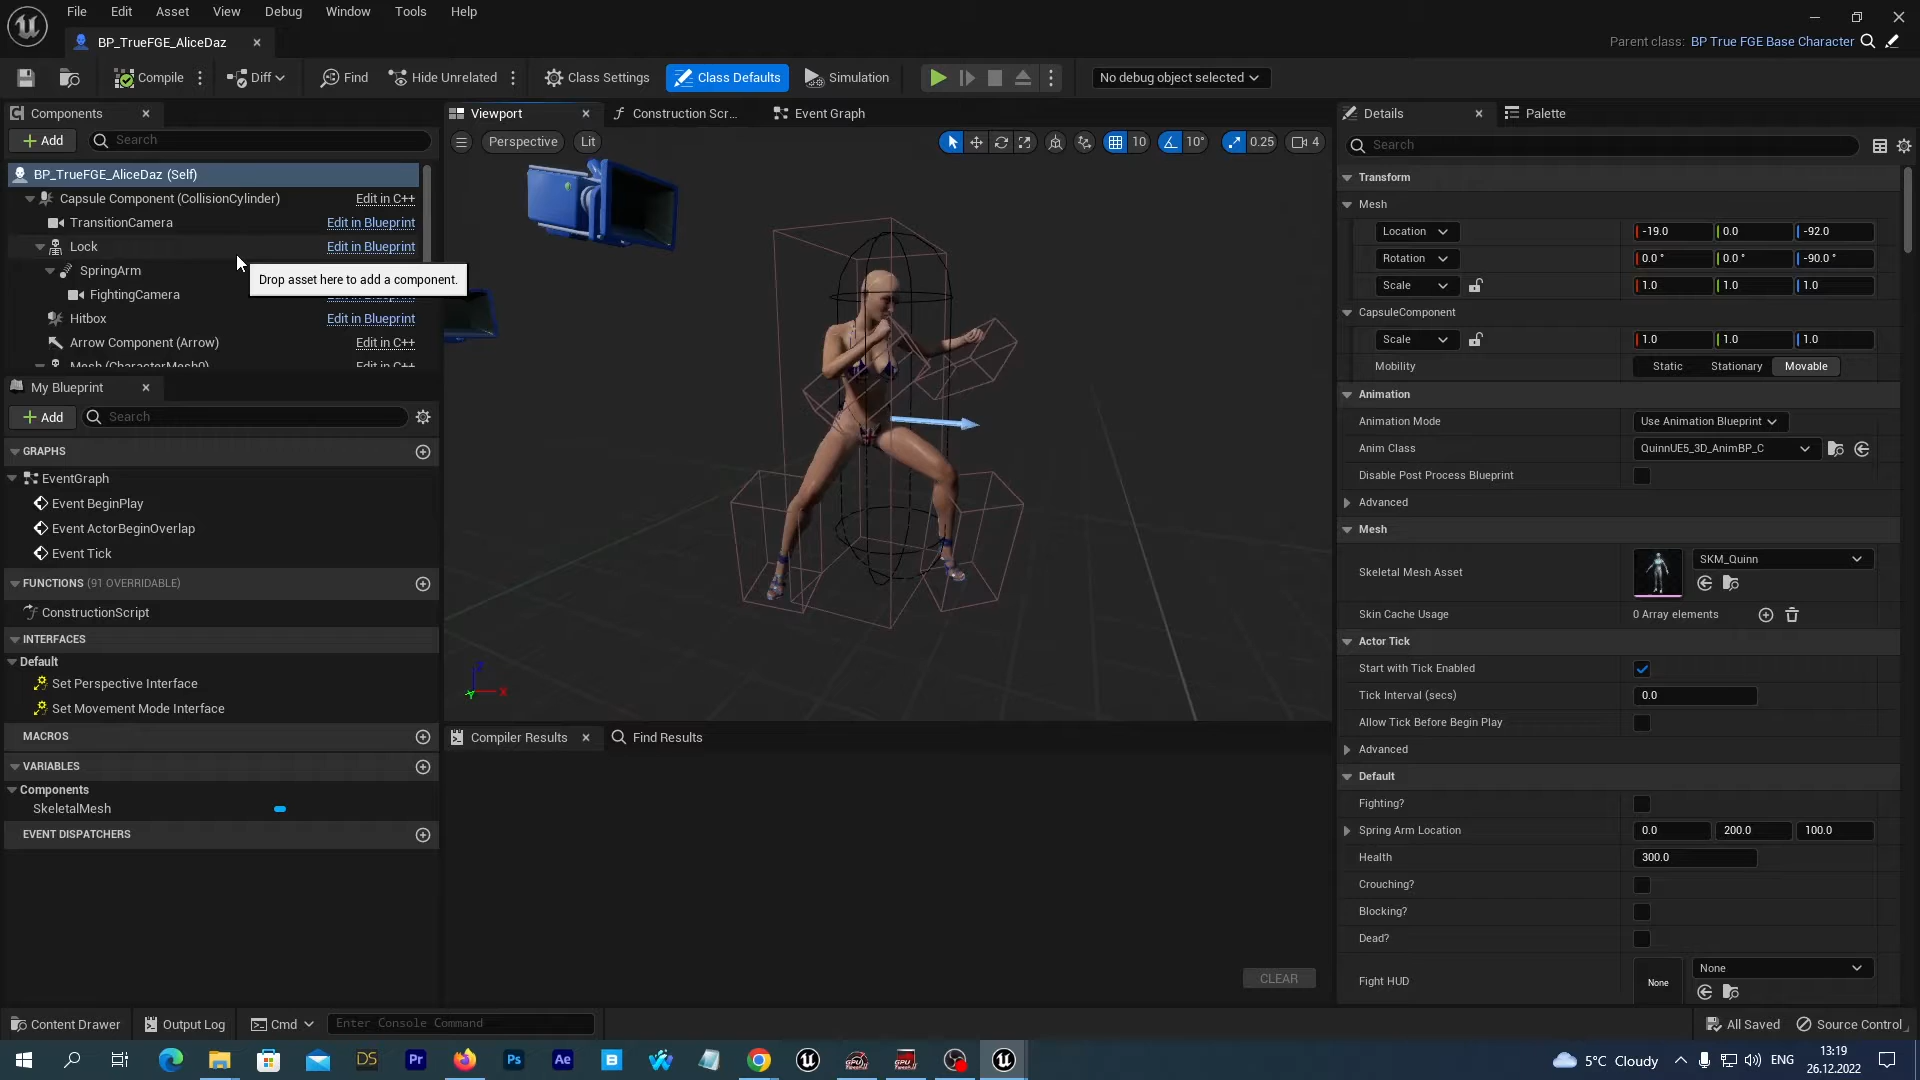 File Edit Asset View Debug Window Tools Help
BP_TrueFGE_AliceDaz
Parent class: BP True FGE Base Character
Compile Diff Find Hide Unrelated Class Settings Class Defaults Simulation No debug object selected
Components
Add Search
BP_TrueFGE_AliceDaz (Self)
Capsule Component (CollisionCylinder) Edit in C++
TransitionCamera Edit in Blueprint
Lock Edit in Blueprint
SpringArm
Drop asset here to add a component.
FightingCamera
Hitbox Edit in Blueprint
Arrow Component (Arrow) Edit in C++
Mesh (CharacterMesh0) Edit in C++
My Blueprint
Add Search
GRAPHS
EventGraph
Event BeginPlay
Event ActorBeginOverlap
Event Tick
FUNCTIONS (91 OVERRIDABLE)
ConstructionScript
INTERFACES
Default
Set Perspective Interface
Set Movement Mode Interface
MACROS
VARIABLES
Components
SkeletalMesh
EVENT DISPATCHERS
Viewport Construction Scr... Event Graph
Perspective Lit 10 10° 0.25 4
Z
X
Y
Compiler Results Find Results
CLEAR
Details Palette
Search
Transform
Mesh
Location -19.0 0.0 -92.0
Rotation 0.0 ° 0.0 ° -90.0 °
Scale 1.0 1.0 1.0
CapsuleComponent
Scale 1.0 1.0 1.0
Mobility Static Stationary Movable
Animation
Animation Mode Use Animation Blueprint
Anim Class QuinnUE5_3D_AnimBP_C
Disable Post Process Blueprint
Advanced
Mesh
Skeletal Mesh Asset SKM_Quinn
Skin Cache Usage 0 Array elements
Actor Tick
Start with Tick Enabled
Tick Interval (secs) 0.0
Allow Tick Before Begin Play
Advanced
Default
Fighting?
Spring Arm Location 0.0 200.0 100.0
Health 300.0
Crouching?
Blocking?
Dead?
Fight HUD None None
Content Drawer Output Log Cmd Enter Console Command All Saved Source Control
DS Pr Ps Ae GPU 5°C Cloudy ENG 13:19
26.12.2022